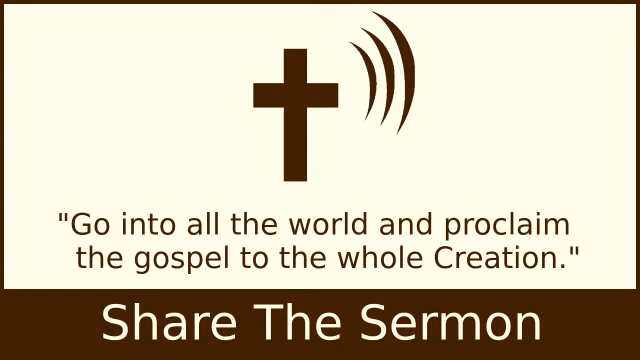 "Go into all the world and proclaim
the gospel to the whole Creation."
Share The Sermon